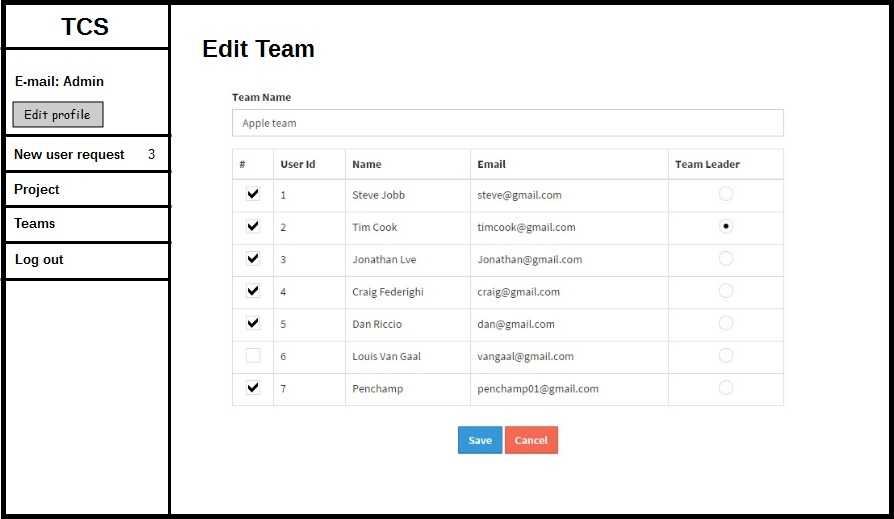 TCS
E-mail: Admin
Edit profile
New user request 3
Project
Teams
Log out
Edit Team
Team Name
Apple team
# User Id Name Email Team Leader
1 Steve Jobb steve@gmail.com
2 Tim Cook timcook@gmail.com
3 Jonathan Lve Jonathan@gmail.com
4 Craig Federighi craig@gmail.com
5 Dan Riccio dan@gmail.com
6 Louis Van Gaal vangaal@gmail.com
7 Penchamp penchamp01@gmail.com
Save Cancel